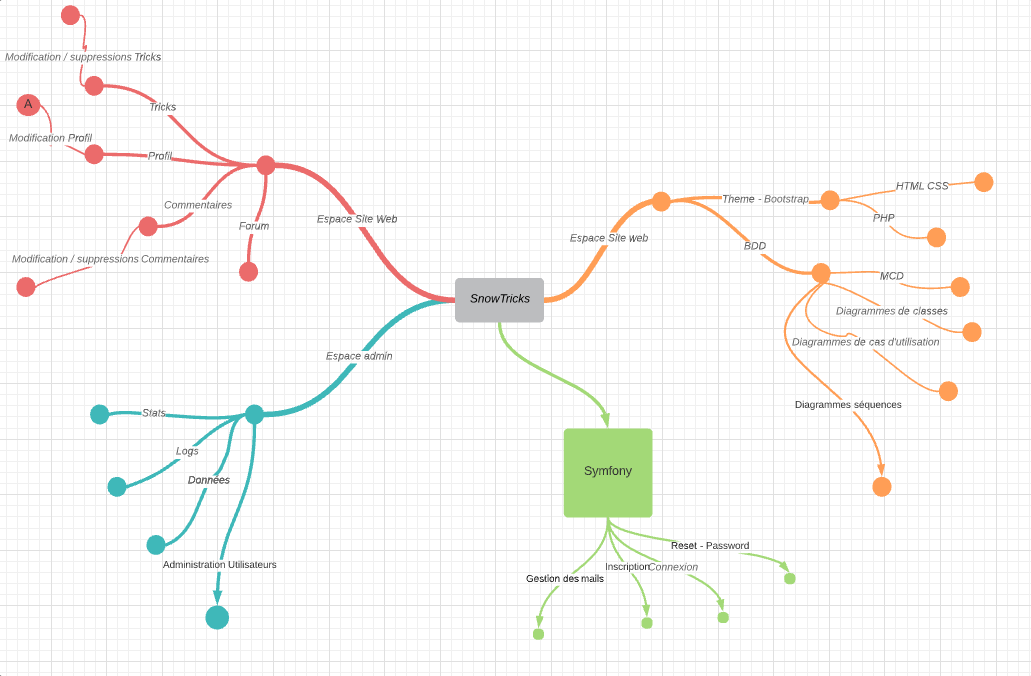 Modification / suppressions Tricks
A
Tricks
Modification Profil
Profil
Commentaires
Forum
Modification / suppressions Commentaires
Espace Site Web
SnowTricks
Espace Site web
Theme - Bootstrap
HTML CSS
PHP
BDD
MCD
Diagrammes de classes
Diagrammes de cas d'utilisation
Diagrammes séquences
Espace admin
Stats
Logs
Données
Administration Utilisateurs
Symfony
Reset - Password
Inscription
Connexion
Gestion des mails